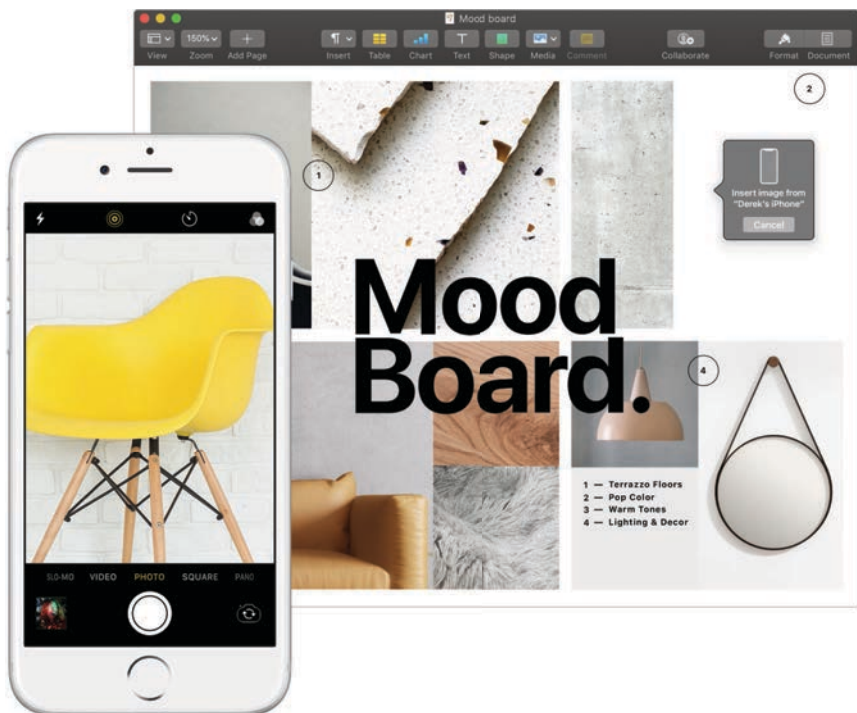 Mood board
150%
View Zoom Add Page Insert Table Chart Text Shape Media Comment Collaborate Format Document
2
1
Insert image from
“Derek’s iPhone”
Cancel
Mood
Board.
4
1 — Terrazzo Floors
2 — Pop Color
3 — Warm Tones
4 — Lighting & Decor
SLO-MO VIDEO PHOTO SQUARE PANO